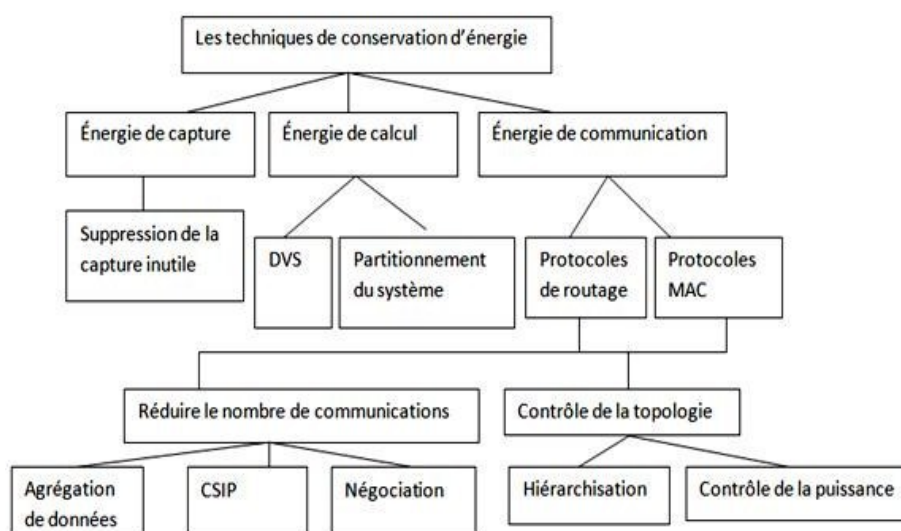 Les techniques de conservation d’énergie
Énergie de capture
Énergie de calcul
Énergie de communication
Suppression de la
capture inutile
DVS
Partitionnement
du système
Protocoles
de routage
Protocoles
MAC
Réduire le nombre de communications
Contrôle de la topologie
Agrégation
de données
CSIP
Négociation
Hiérarchisation
Contrôle de la puissance